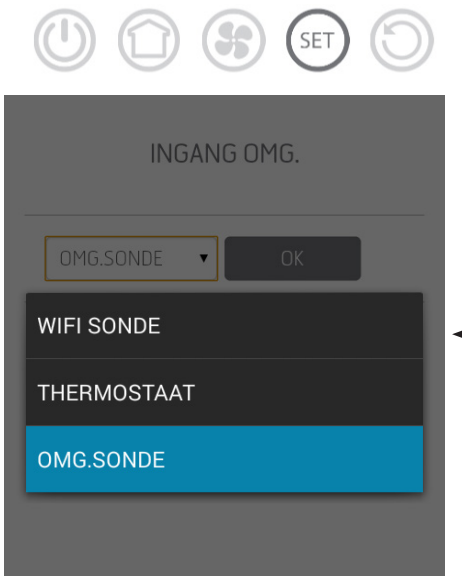 SET
INGANG OMG.
OMG.SONDE
OK
WIFI SONDE
THERMOSTAAT
OMG.SONDE